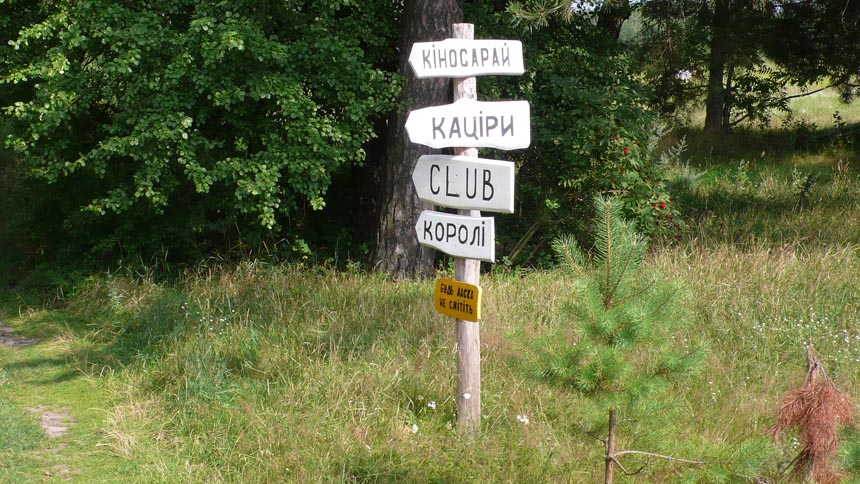 КІНОСАРАЙ
КАЦІРИ
CLUB
КОРОЛІ
БУДЬ ЛАСКА
НЕ СМІТІТЬ